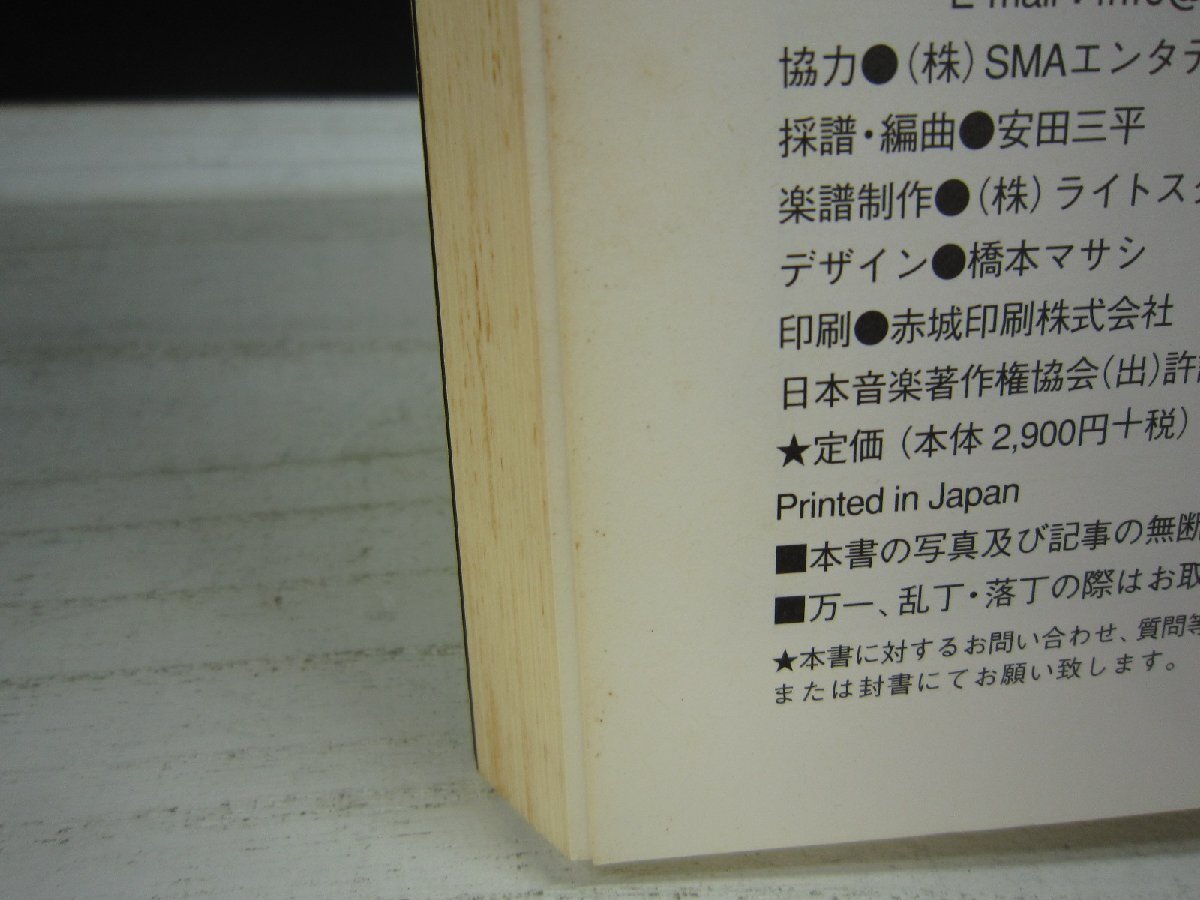 E-mail : info@
協力●(株) SMAエンタテ
採譜・編曲●安田三平
楽譜制作●(株) ライトスタ
デザイン●橋本マサシ
印刷●赤城印刷株式会社
日本音楽著作権協会(出)許諾
★定価 (本体 2,900円+税)
Printed in Japan
■本書の写真及び記事の無断
■万一、乱丁・落丁の際はお取
★本書に対するお問い合わせ、質問等
または封書にてお願い致します。